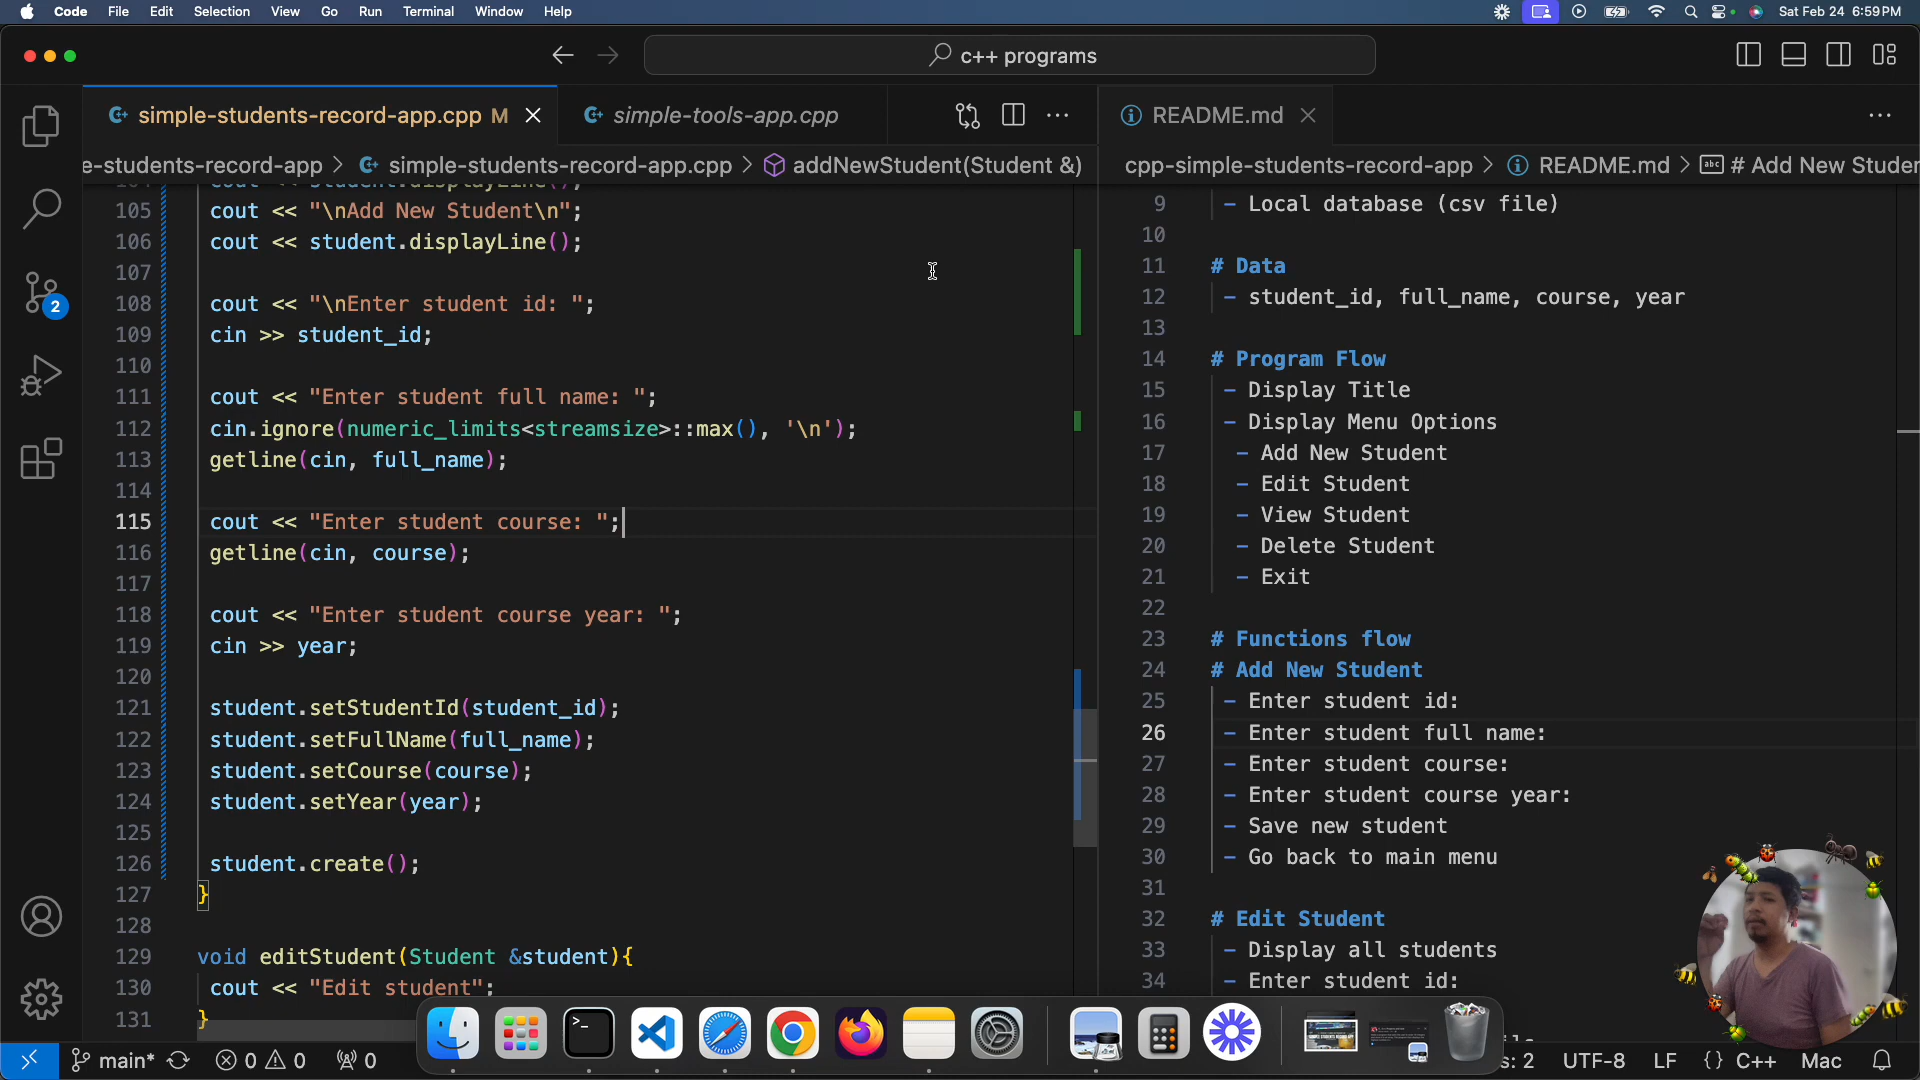 Code File Edit Selection View Go Run Terminal Window Help Sat Feb 24 6:59 PM
c++ programs
simple-students-record-app.cpp M simple-tools-app.cpp README.md
e-students-record-app > simple-students-record-app.cpp > addNewStudent(Student &) cpp-simple-students-record-app > README.md > # Add New Studen
105 cout << "\nAdd New Student\n";
106 cout << student.displayLine();
107
108 cout << "\nEnter student id: ";
109 cin >> student_id;
110
111 cout << "Enter student full name: ";
112 cin.ignore(numeric_limits<streamsize>::max(), '\n');
113 getline(cin, full_name);
114
115 cout << "Enter student course: ";
116 getline(cin, course);
117
118 cout << "Enter student course year: ";
119 cin >> year;
120
121 student.setStudentId(student_id);
122 student.setFullName(full_name);
123 student.setCourse(course);
124 student.setYear(year);
125
126 student.create();
127 }
128
129 void editStudent(Student &student){
130 cout << "Edit student";
131 }
9 - Local database (csv file)
10
11 # Data
12 - student_id, full_name, course, year
13
14 # Program Flow
15 - Display Title
16 - Display Menu Options
17 - Add New Student
18 - Edit Student
19 - View Student
20 - Delete Student
21 - Exit
22
23 # Functions flow
24 # Add New Student
25 - Enter student id:
26 - Enter student full name:
27 - Enter student course:
28 - Enter student course year:
29 - Save new student
30 - Go back to main menu
31
32 # Edit Student
33 - Display all students
34 - Enter student id:
2
main* 0 0 0 s: 2 UTF-8 LF {} C++ Mac